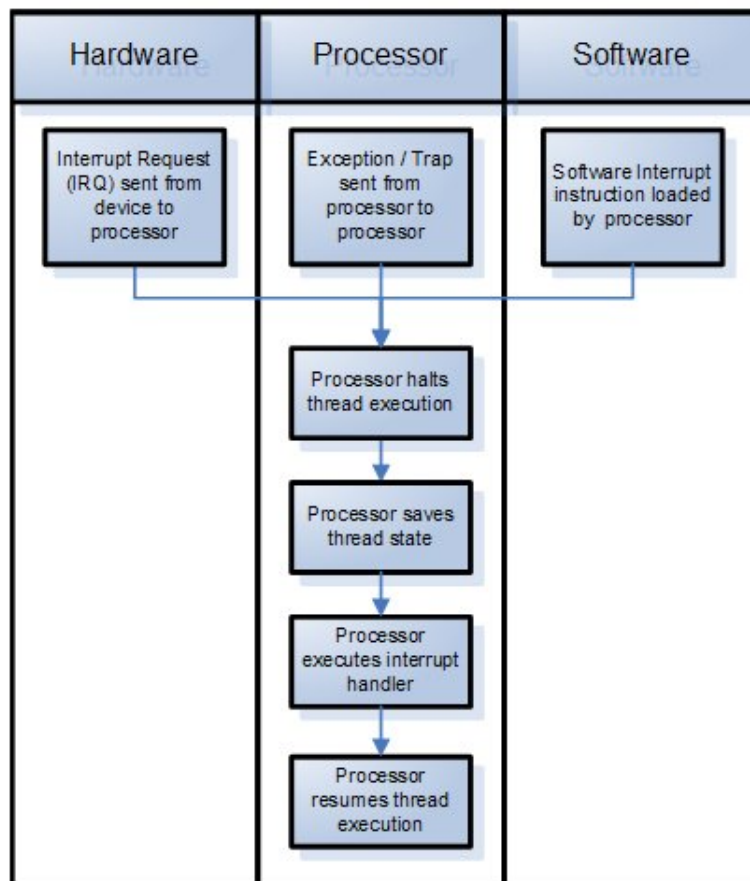 Hardware
Processor
Software
Interrupt Request
(IRQ) sent from
device to
processor
Exception / Trap
sent from
processor to
processor
Software Interrupt
instruction loaded
by processor
Processor halts
thread execution
Processor saves
thread state
Processor
executes interrupt
handler
Processor
resumes thread
execution